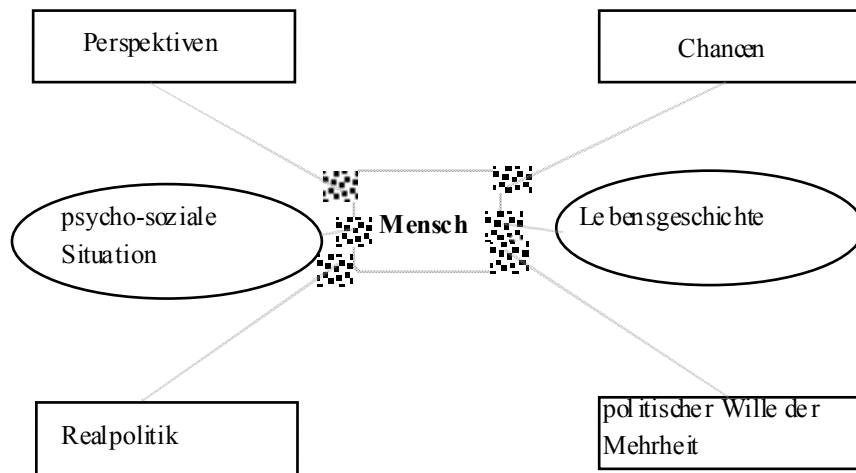 Perspektiven
Chancen
psycho-soziale
Situation
Mensch
Lebensgeschichte
Realpolitik
politischer Wille der
Mehrheit